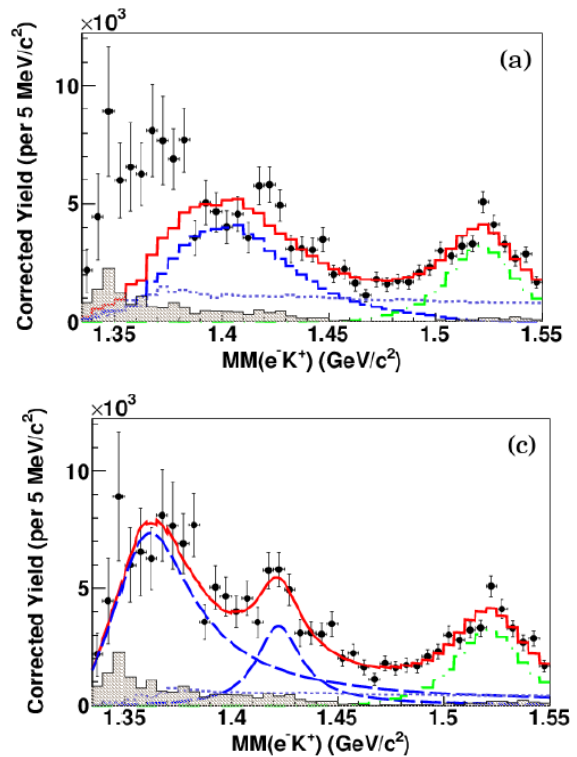 ×10³
(a)
Corrected Yield (per 5 MeV/c²)
10
5
0
1.35 1.4 1.45 1.5 1.55
MM(e⁻K⁺) (GeV/c²)
×10³
(c)
Corrected Yield (per 5 MeV/c²)
10
5
0
1.35 1.4 1.45 1.5 1.55
MM(e⁻K⁺) (GeV/c²)